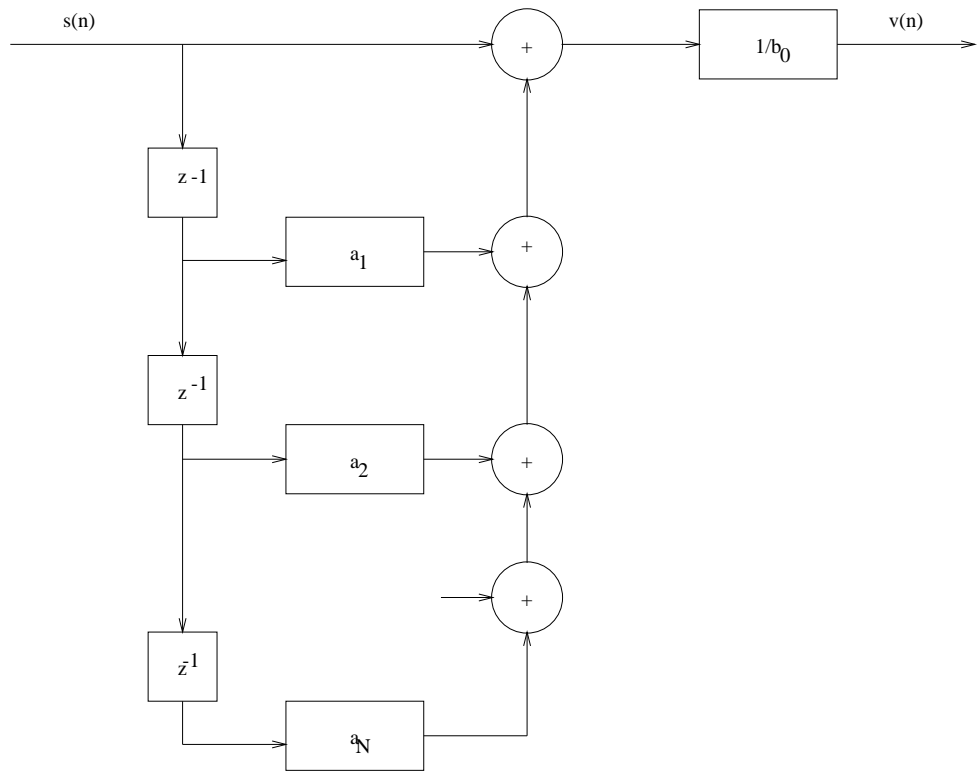 s(n)
v(n)
+
1/b0
z-1
a1
+
z-1
a2
+
+
z-1
aN